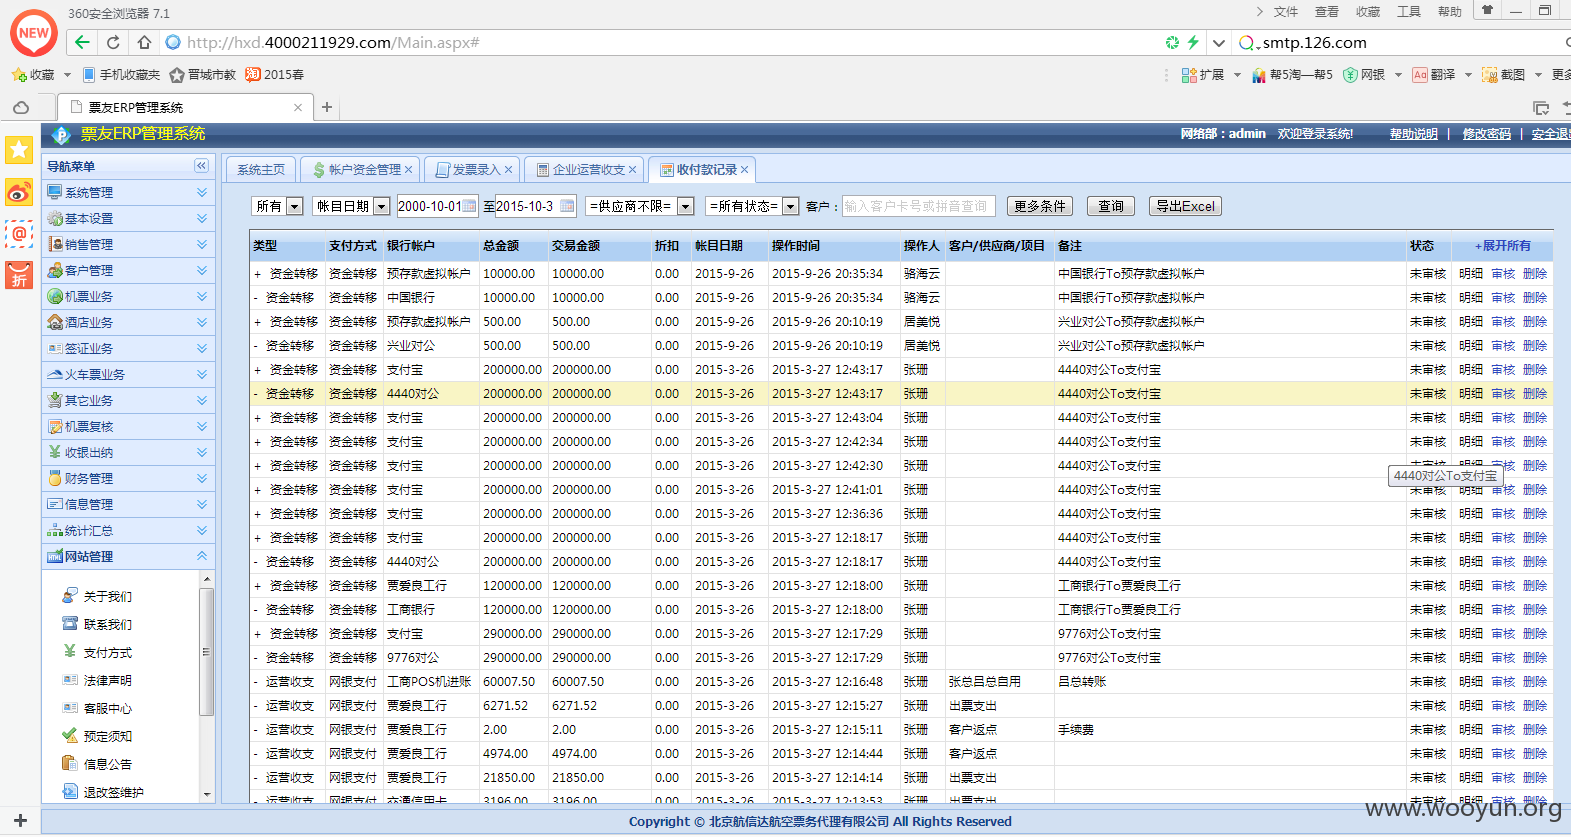 360安全浏览器 7.1
文件 查看 收藏 工具 帮助
NEW
http://hxd.4000211929.com/Main.aspx#
smtp.126.com
收藏 手机收藏夹 晋城市教 淘 2015春
扩展 帮5淘—帮5 网银 Aa 翻译 截图 更多
票友ERP管理系统
票友ERP管理系统
网络部：admin 欢迎登录系统! 帮助说明 | 修改密码 | 安全退出
导航菜单
系统主页 帐户资金管理 发票录入 企业运营收支 收付款记录
折
系统管理
基本设置
销售管理
客户管理
机票业务
酒店业务
签证业务
火车票业务
其它业务
机票复核
收银出纳
财务管理
信息管理
统计汇总
网站管理
关于我们
联系我们
支付方式
法律声明
客服中心
预定须知
信息公告
退改签维护
所有 帐目日期 2000-10-01 至 2015-10-3 =供应商不限= =所有状态= 客户： 输入客户卡号或拼音查询 更多条件 查询 导出Excel
类型 支付方式 银行帐户 总金额 交易金额 折扣 帐目日期 操作时间 操作人 客户/供应商/项目 备注 状态 +展开所有
+ 资金转移 资金转移 预存款虚拟帐户 10000.00 10000.00 0.00 2015-9-26 2015-9-26 20:35:34 骆海云 中国银行To预存款虚拟帐户 未审核 明细 审核 删除
- 资金转移 资金转移 中国银行 10000.00 10000.00 0.00 2015-9-26 2015-9-26 20:35:34 骆海云 中国银行To预存款虚拟帐户 未审核 明细 审核 删除
+ 资金转移 资金转移 预存款虚拟帐户 500.00 500.00 0.00 2015-9-26 2015-9-26 20:10:19 居美悦 兴业对公To预存款虚拟帐户 未审核 明细 审核 删除
- 资金转移 资金转移 兴业对公 500.00 500.00 0.00 2015-9-26 2015-9-26 20:10:19 居美悦 兴业对公To预存款虚拟帐户 未审核 明细 审核 删除
+ 资金转移 资金转移 支付宝 200000.00 200000.00 0.00 2015-3-26 2015-3-27 12:43:17 张珊 4440对公To支付宝 未审核 明细 审核 删除
- 资金转移 资金转移 4440对公 200000.00 200000.00 0.00 2015-3-26 2015-3-27 12:43:17 张珊 4440对公To支付宝 未审核 明细 审核 删除
+ 资金转移 资金转移 支付宝 200000.00 200000.00 0.00 2015-3-26 2015-3-27 12:43:04 张珊 4440对公To支付宝 未审核 明细 审核 删除
+ 资金转移 资金转移 支付宝 200000.00 200000.00 0.00 2015-3-26 2015-3-27 12:42:34 张珊 4440对公To支付宝 未审核 明细 审核 删除
+ 资金转移 资金转移 支付宝 200000.00 200000.00 0.00 2015-3-26 2015-3-27 12:42:30 张珊 4440对公To支付宝 未审核 明细 审核 删除
4440对公To支付宝
+ 资金转移 资金转移 支付宝 200000.00 200000.00 0.00 2015-3-26 2015-3-27 12:41:01 张珊 4440对公To支付宝 未审核 明细 审核 删除
+ 资金转移 资金转移 支付宝 200000.00 200000.00 0.00 2015-3-26 2015-3-27 12:36:36 张珊 4440对公To支付宝 未审核 明细 审核 删除
+ 资金转移 资金转移 支付宝 200000.00 200000.00 0.00 2015-3-26 2015-3-27 12:18:17 张珊 4440对公To支付宝 未审核 明细 审核 删除
- 资金转移 资金转移 4440对公 200000.00 200000.00 0.00 2015-3-26 2015-3-27 12:18:17 张珊 4440对公To支付宝 未审核 明细 审核 删除
+ 资金转移 资金转移 贾爱良工行 120000.00 120000.00 0.00 2015-3-26 2015-3-27 12:18:00 张珊 工商银行To贾爱良工行 未审核 明细 审核 删除
- 资金转移 资金转移 工商银行 120000.00 120000.00 0.00 2015-3-26 2015-3-27 12:18:00 张珊 工商银行To贾爱良工行 未审核 明细 审核 删除
+ 资金转移 资金转移 支付宝 290000.00 290000.00 0.00 2015-3-26 2015-3-27 12:17:29 张珊 9776对公To支付宝 未审核 明细 审核 删除
- 资金转移 资金转移 9776对公 290000.00 290000.00 0.00 2015-3-26 2015-3-27 12:17:29 张珊 9776对公To支付宝 未审核 明细 审核 删除
- 运营收支 网银支付 工商POS机进账 60007.50 60007.50 0.00 2015-3-26 2015-3-27 12:16:48 张珊 张总吕总自用 吕总转账 未审核 明细 审核 删除
- 运营收支 网银支付 贾爱良工行 6271.52 6271.52 0.00 2015-3-26 2015-3-27 12:15:27 张珊 出票支出 未审核 明细 审核 删除
- 运营收支 网银支付 贾爱良工行 2.00 2.00 0.00 2015-3-26 2015-3-27 12:15:11 张珊 客户返点 手续费 未审核 明细 审核 删除
- 运营收支 网银支付 贾爱良工行 4974.00 4974.00 0.00 2015-3-26 2015-3-27 12:14:44 张珊 客户返点 未审核 明细 审核 删除
- 运营收支 网银支付 贾爱良工行 21850.00 21850.00 0.00 2015-3-26 2015-3-27 12:14:14 张珊 出票支出 未审核 明细 审核 删除
- 运营收支 网银支付 交通信用卡 3196.00 3196.00 0.00 2015-3-26 2015-3-27 12:13:53 张珊 出票支出 未审核 明细 审核 删除
www.wooyun.org
Copyright © 北京航信达航空票务代理有限公司 All Rights Reserved